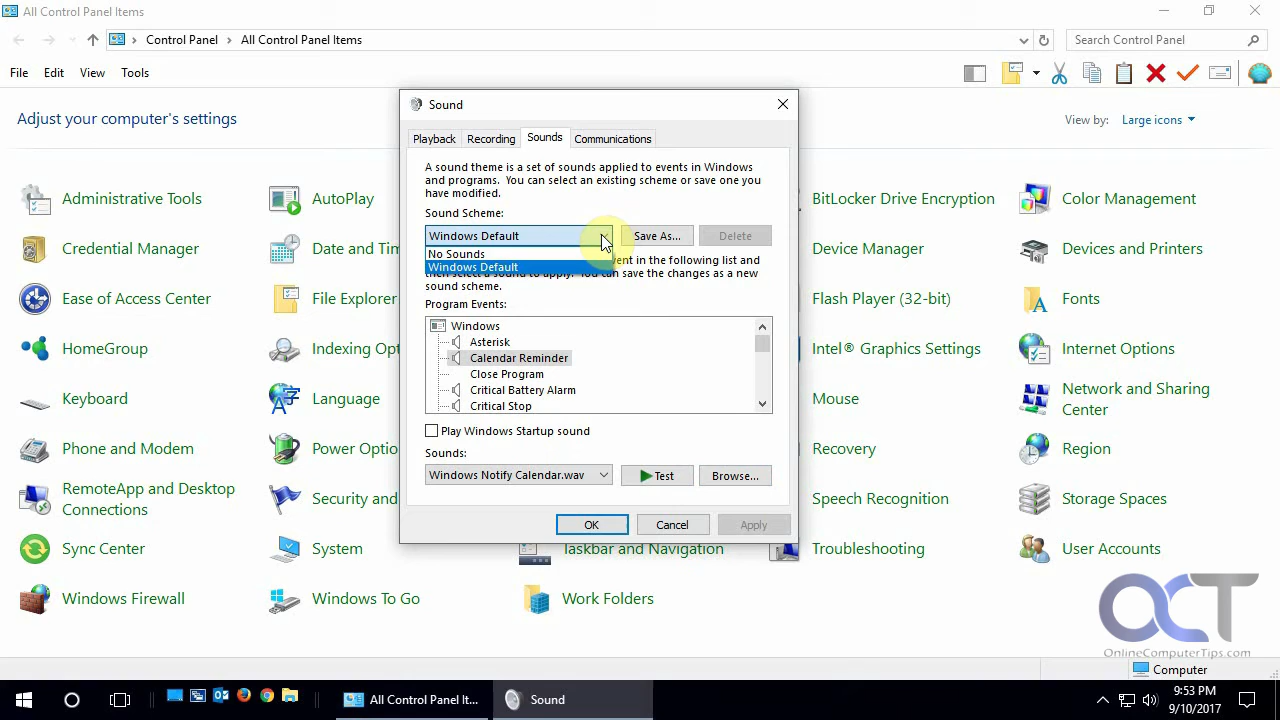 All Control Panel Items
Control Panel
All Control Panel Items
Search Control Panel
File Edit View Tools
Adjust your computer's settings
View by: Large icons
Administrative Tools
AutoPlay
BitLocker Drive Encryption
Color Management
Credential Manager
Date and Tim
Device Manager
Devices and Printers
Ease of Access Center
File Explorer
Flash Player (32-bit)
Fonts
HomeGroup
Indexing Opt
Intel® Graphics Settings
Internet Options
Keyboard
Language
Mouse
Network and Sharing
Center
Phone and Modem
Power Optio
Recovery
Region
RemoteApp and Desktop
Connections
Security and
Speech Recognition
Storage Spaces
Sync Center
System
Taskbar and Navigation
Troubleshooting
User Accounts
Windows Firewall
Windows To Go
Work Folders
Sound
Playback Recording Sounds Communications
A sound theme is a set of sounds applied to events in Windows
and programs. You can select an existing scheme or save one you
have modified.
Sound Scheme:
Windows Default
Save As...
Delete
No Sounds
Windows Default
vent in the following list and
then select a sound to apply. You can save the changes as a new
sound scheme.
Program Events:
Windows
Asterisk
Calendar Reminder
Close Program
Critical Battery Alarm
Critical Stop
Play Windows Startup sound
Sounds:
Windows Notify Calendar.wav
Test
Browse...
OK
Cancel
Apply
OCT
OnlineComputerTips.com
Computer
All Control Panel It...
Sound
9:53 PM
9/10/2017